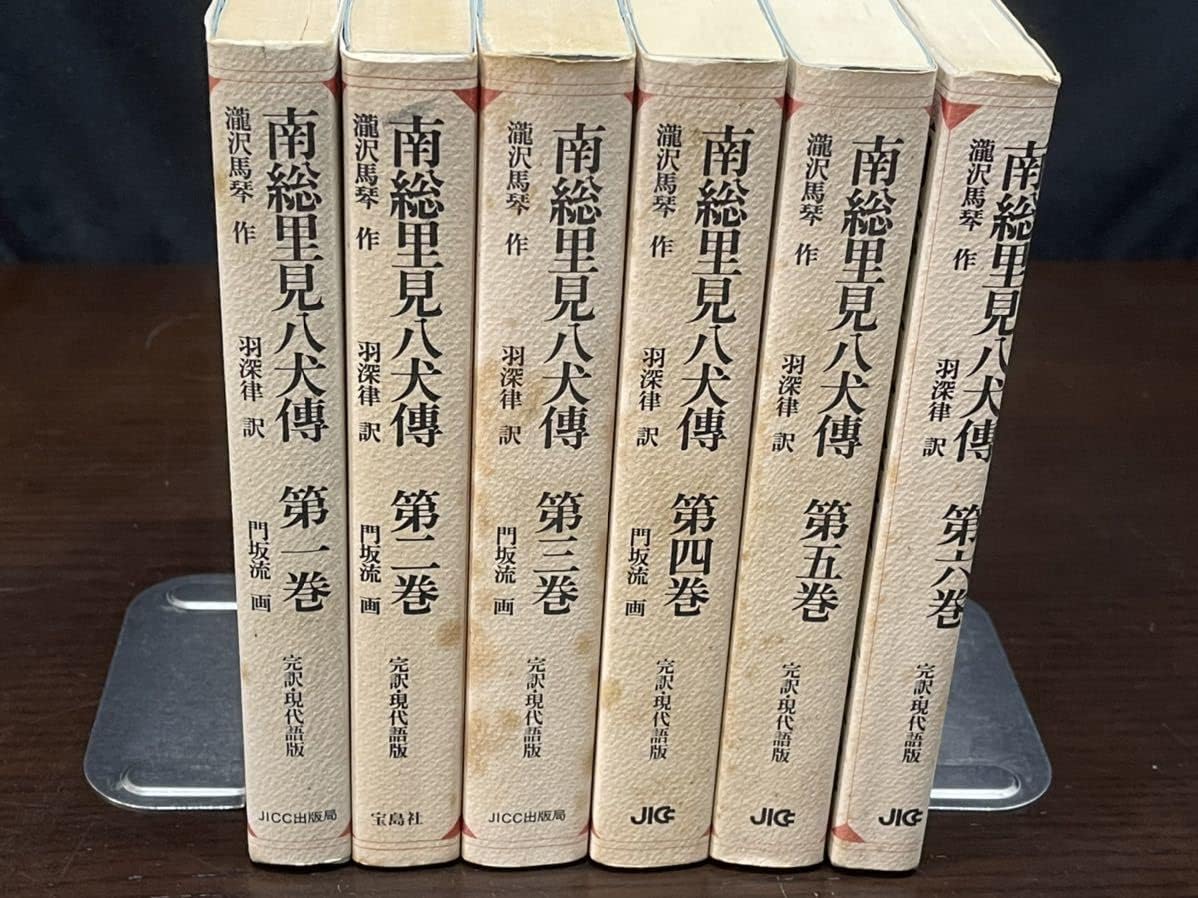 南総里見八犬傳 第一巻
瀧沢馬琴 作
羽深律 訳
門坂流 画
完訳・現代語版
JICC出版局
南総里見八犬傳 第二巻
瀧沢馬琴 作
羽深律 訳
門坂流 画
完訳・現代語版
宝島社
南総里見八犬傳 第三巻
瀧沢馬琴 作
羽深律 訳
門坂流 画
完訳・現代語版
JICC出版局
南総里見八犬傳 第四巻
瀧沢馬琴 作
羽深律 訳
門坂流 画
完訳・現代語版
JICC
南総里見八犬傳 第五巻
瀧沢馬琴 作
羽深律 訳
完訳・現代語版
JICC
南総里見八犬傳 第六巻
瀧沢馬琴 作
羽深律 訳
完訳・現代語版
JICC